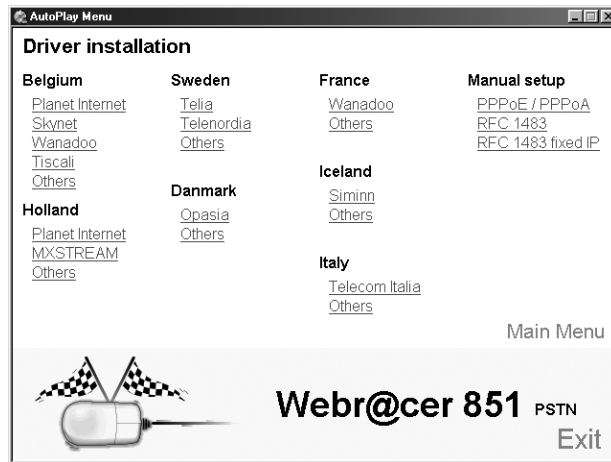 AutoPlay Menu
Driver installation
Belgium
Planet Internet
Skynet
Wanadoo
Tiscali
Others
Holland
Planet Internet
MXSTREAM
Others
Sweden
Telia
Telenordia
Others
Danmark
Opasia
Others
France
Wanadoo
Others
Iceland
Siminn
Others
Italy
Telecom Italia
Others
Manual setup
PPPoE / PPPoA
RFC 1483
RFC 1483 fixed IP
Main Menu
Webr@cer 851 PSTN
Exit